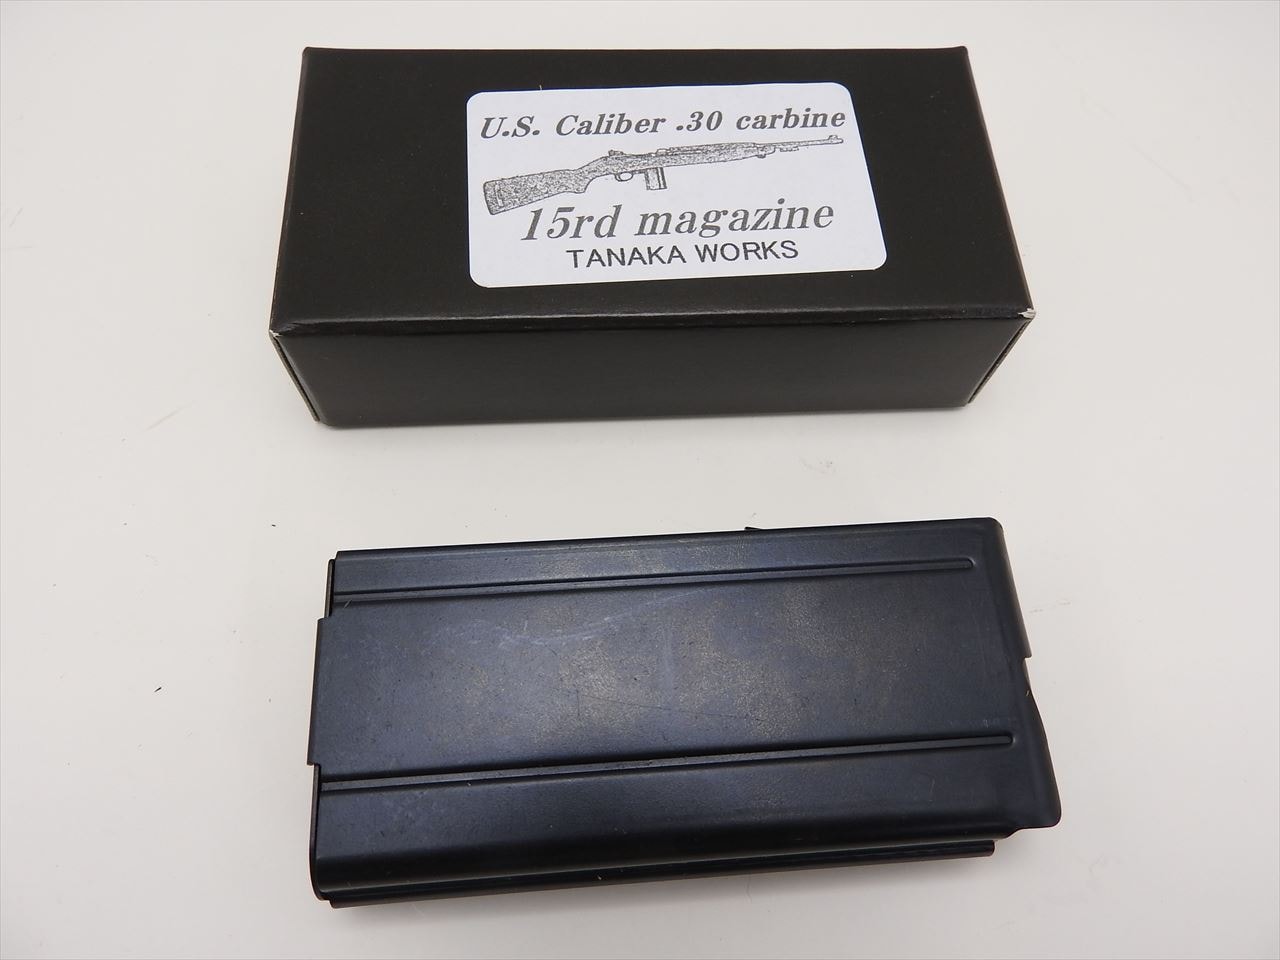 U.S. Caliber .30 carbine
15rd magazine
TANAKA WORKS